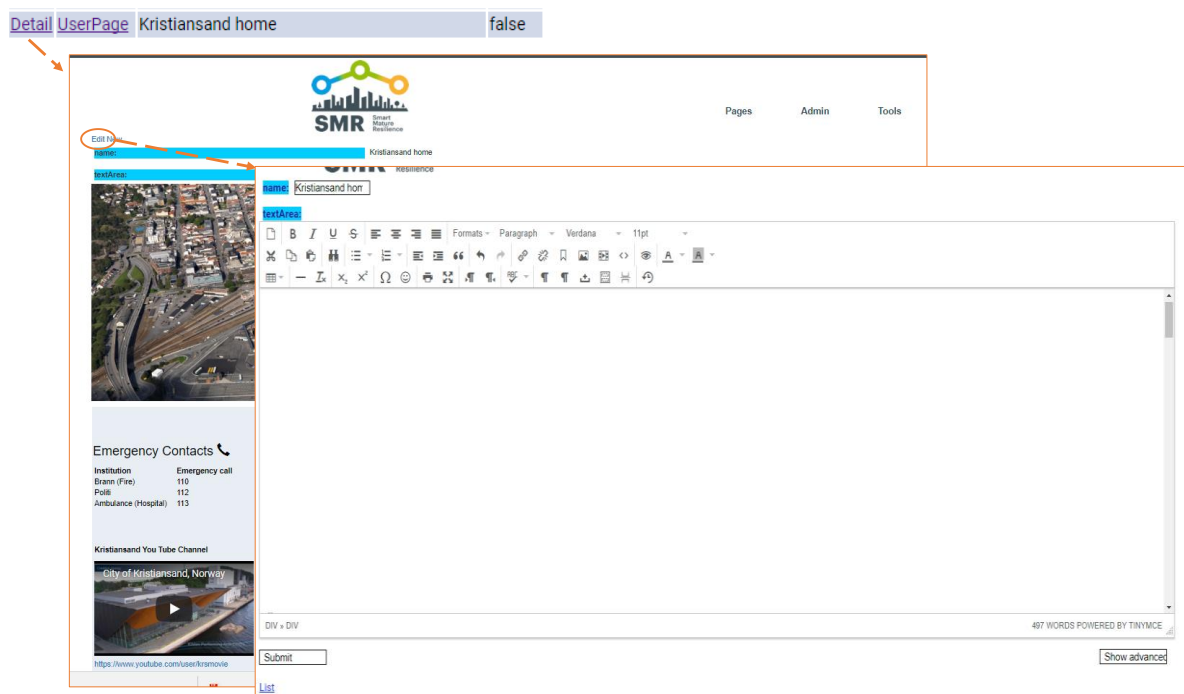 Detail UserPage Kristiansand home false
SMR Smart
Mature
Resilience
Pages Admin Tools
Edit New
name: Kristiansand home
textArea:
Resilience
name: Kristiansand hom
textArea:
Formats Paragraph Verdana 11pt
DIV » DIV 497 WORDS POWERED BY TINYMCE
Submit Show advanced
List
Emergency Contacts
Institution Emergency call
Brann (Fire) 110
Politi 112
Ambulance (Hospital) 113
Kristiansand You Tube Channel
City of Kristiansand, Norway
https://www.youtube.com/user/krsmovie